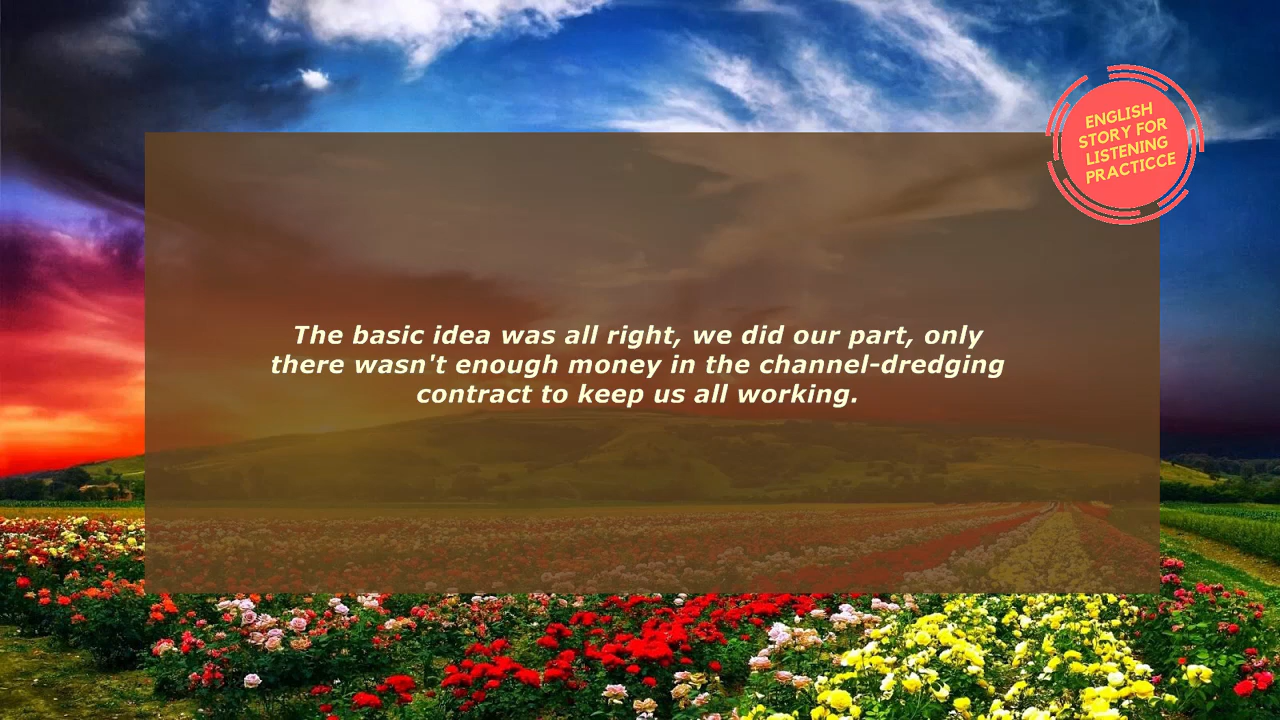 ENGLISH
STORY FOR
LISTENING
PRACTICCE
The basic idea was all right, we did our part, only
there wasn't enough money in the channel-dredging
contract to keep us all working.